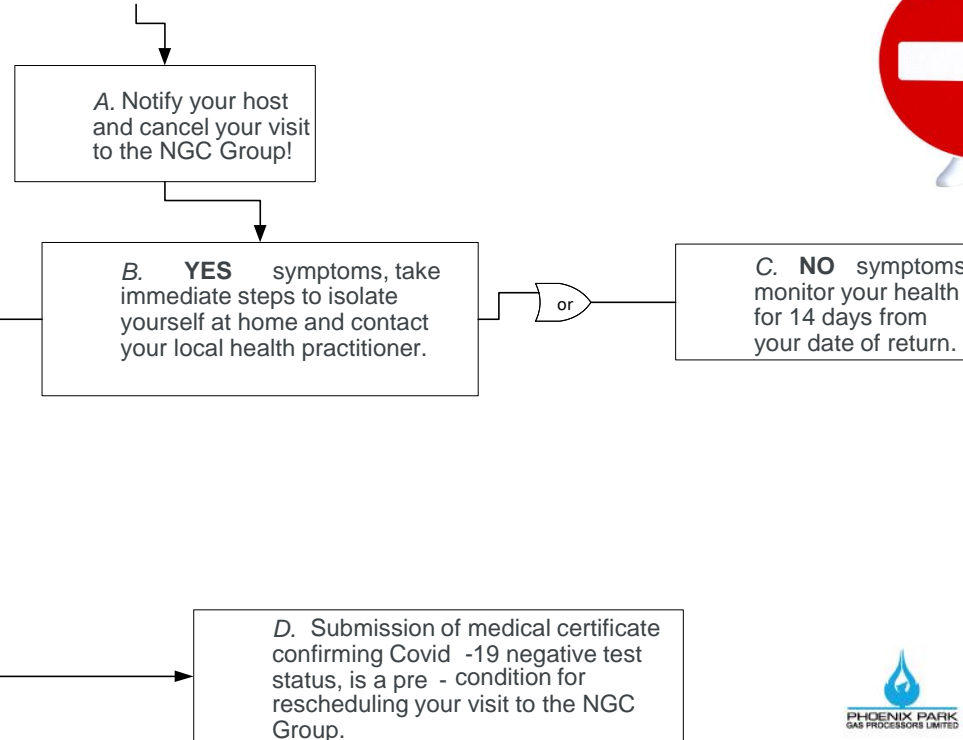 A. Notify your host
and cancel your visit
to the NGC Group!
B. YES symptoms, take
immediate steps to isolate
yourself at home and contact
your local health practitioner.
or
C. NO symptoms
monitor your health
for 14 days from
your date of return.
D. Submission of medical certificate
confirming Covid -19 negative test
status, is a pre - condition for
rescheduling your visit to the NGC
Group.
PHOENIX PARK
GAS PROCESSORS LIMITED